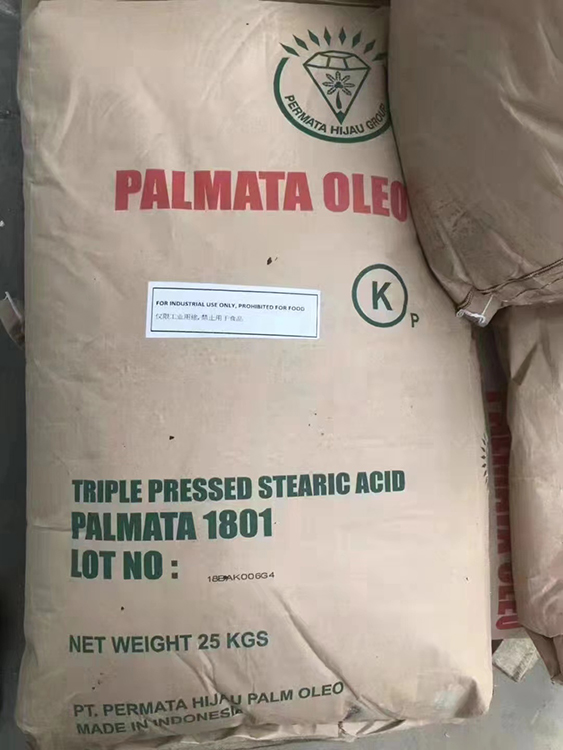 PERMATA HIJAU GROUP
PALMATA OLEO
K
P
FOR INDUSTRIAL USE ONLY, PROHIBITED FOR FOOD
仅限工业用途,禁止用于食品
TRIPLE PRESSED STEARIC ACID
PALMATA 1801
LOT NO :
NET WEIGHT 25 KGS
PT. PERMATA HIJAU PALM OLEO
MADE IN INDONESIA